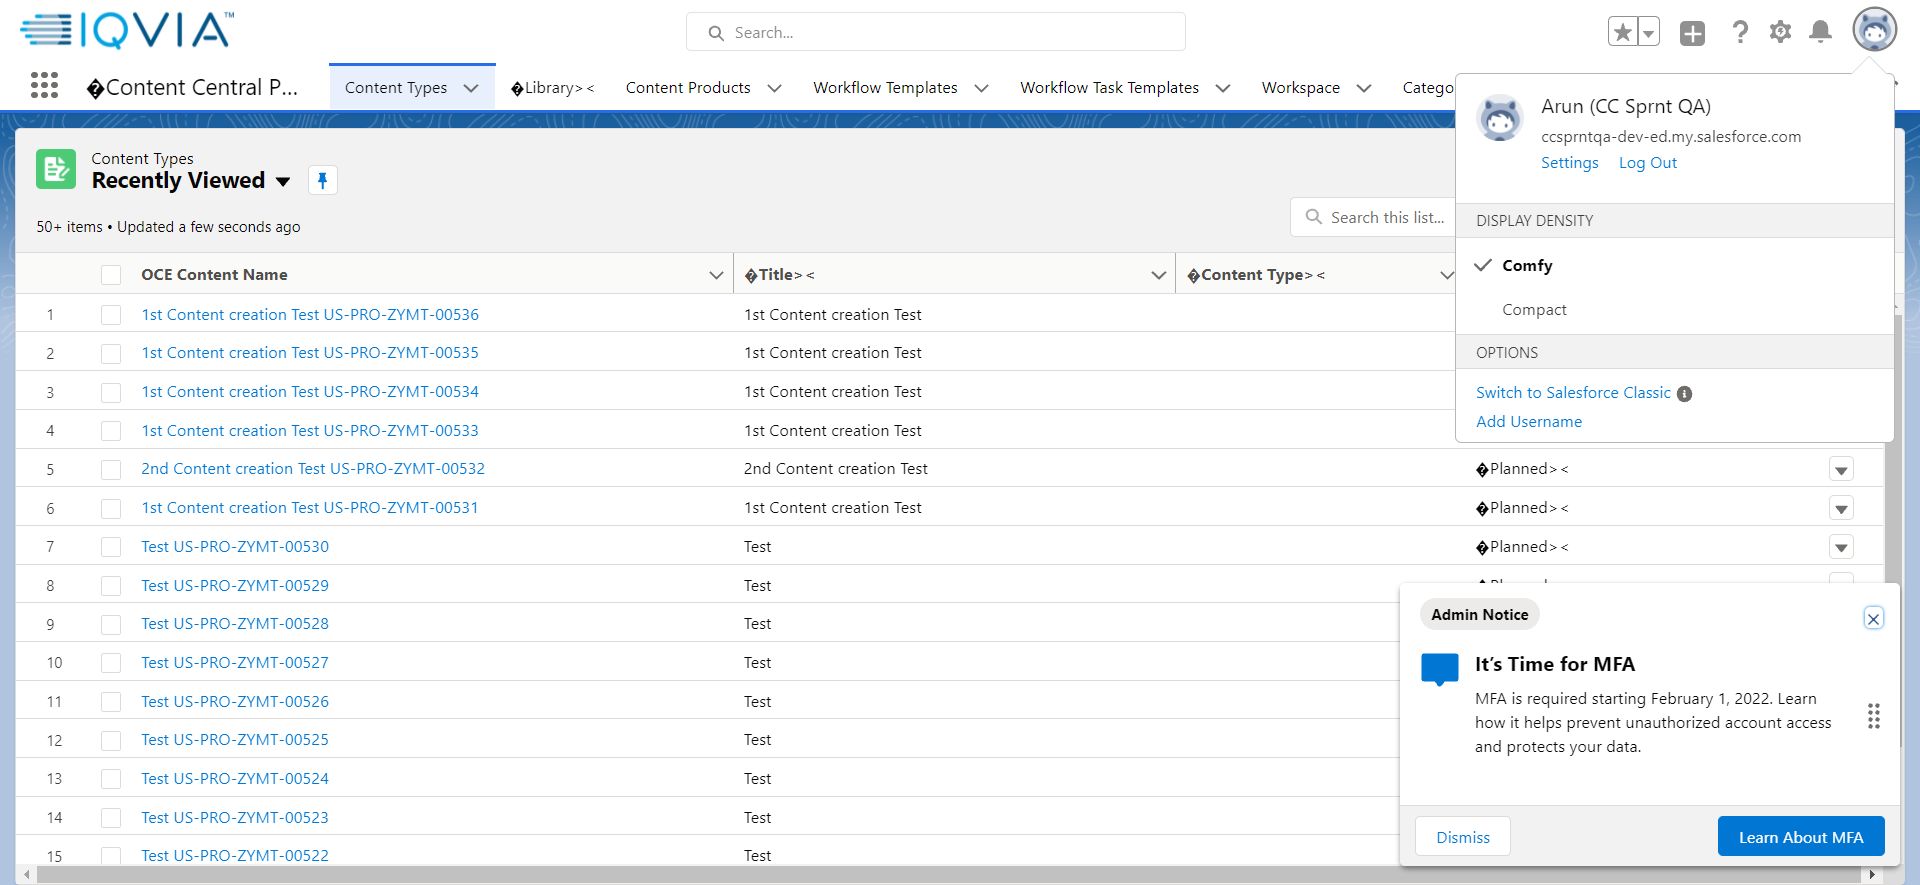 IQVIA™
Search...
�Content Central P...
Content Types
�Library><
Content Products
Workflow Templates
Workflow Task Templates
Workspace
Catego
Arun (CC Sprnt QA)
ccsprntqa-dev-ed.my.salesforce.com
Settings Log Out
DISPLAY DENSITY
Comfy
Compact
OPTIONS
Switch to Salesforce Classic
Add Username
Content Types
Recently Viewed
50+ items • Updated a few seconds ago
Search this list...
OCE Content Name �Title>< �Content Type><
1 1st Content creation Test US-PRO-ZYMT-00536 1st Content creation Test
2 1st Content creation Test US-PRO-ZYMT-00535 1st Content creation Test
3 1st Content creation Test US-PRO-ZYMT-00534 1st Content creation Test
4 1st Content creation Test US-PRO-ZYMT-00533 1st Content creation Test
5 2nd Content creation Test US-PRO-ZYMT-00532 2nd Content creation Test �Planned><
6 1st Content creation Test US-PRO-ZYMT-00531 1st Content creation Test �Planned><
7 Test US-PRO-ZYMT-00530 Test �Planned><
8 Test US-PRO-ZYMT-00529 Test
9 Test US-PRO-ZYMT-00528 Test
10 Test US-PRO-ZYMT-00527 Test
11 Test US-PRO-ZYMT-00526 Test
12 Test US-PRO-ZYMT-00525 Test
13 Test US-PRO-ZYMT-00524 Test
14 Test US-PRO-ZYMT-00523 Test
15 Test US-PRO-ZYMT-00522 Test
Admin Notice
It's Time for MFA
MFA is required starting February 1, 2022. Learn
how it helps prevent unauthorized account access
and protects your data.
Dismiss
Learn About MFA